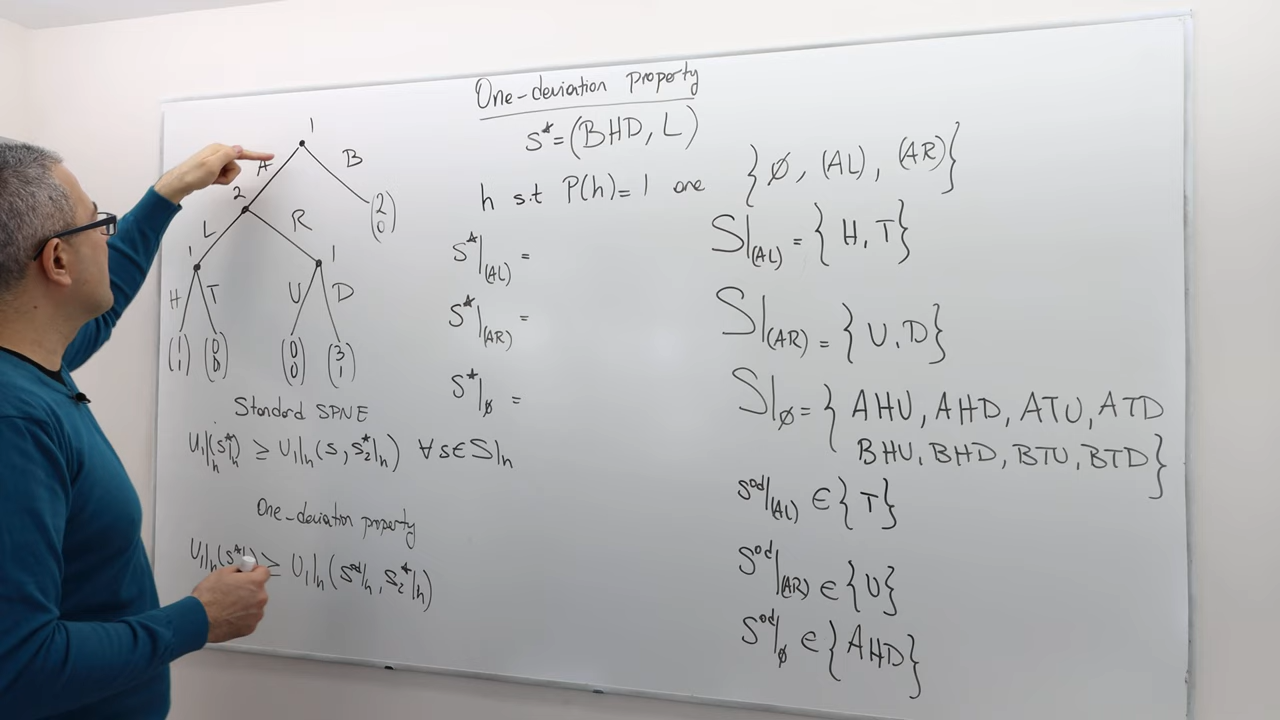 One-deviation property
S*=(BHD, L)
h s.t P(h)=1 are {∅, (AL), (AR)}
S*|(AL) =
S*|(AR) =
S*|∅ =
S|(AL) = {H, T}
S|(AR) = {U, D}
S|∅ = {AHU, AHD, ATU, ATD
BHU, BHD, BTU, BTD}
S^od|(AL) ∈ {T}
S^od|(AR) ∈ {U}
S^od|∅ ∈ {AHD}
1
A B
2
L R
(2 0)
1 1
H T U D
(1 1) (0 0) (0 0) (3 1)
Standard SPNE
U₁|h(S*|h) ≥ U₁|h(s, s₂*|h) ∀s∈S|h
One-deviation property
U₁|h(s*|h) ≥ U₁|h(s^od|h, s₂*|h)